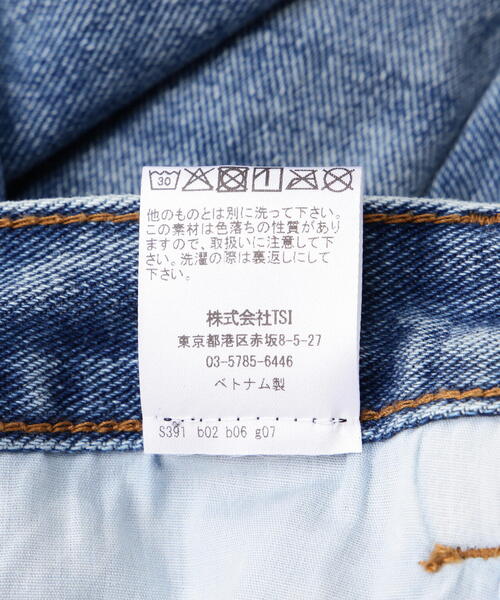 30
他のものとは別に洗って下さい。
この素材は色落ちの性質があり
ますので、取扱いに注意して下
さい。洗濯の際は裏返しにして
下さい。
株式会社TSI
東京都港区赤坂8-5-27
03-5785-6446
ベトナム製
S391 b02 b06 g07